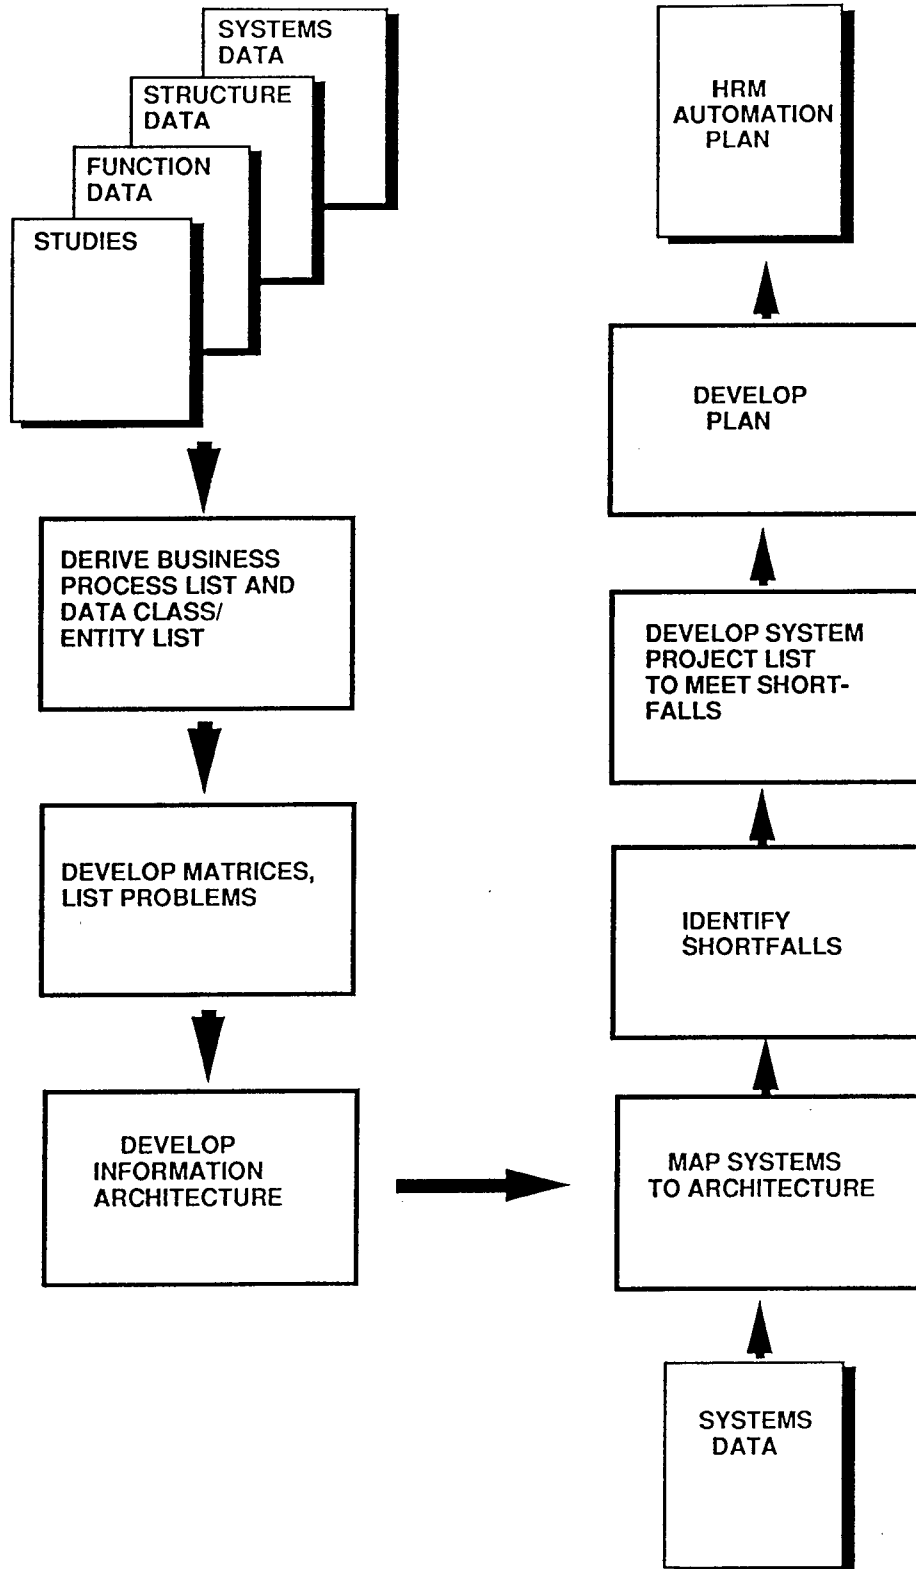 SYSTEMS
DATA
STRUCTURE
DATA
FUNCTION
DATA
STUDIES
DERIVE BUSINESS
PROCESS LIST AND
DATA CLASS/
ENTITY LIST
DEVELOP MATRICES,
LIST PROBLEMS
DEVELOP
INFORMATION
ARCHITECTURE
HRM
AUTOMATION
PLAN
DEVELOP
PLAN
DEVELOP SYSTEM
PROJECT LIST
TO MEET SHORT-
FALLS
IDENTIFY
SHORTFALLS
MAP SYSTEMS
TO ARCHITECTURE
SYSTEMS
DATA